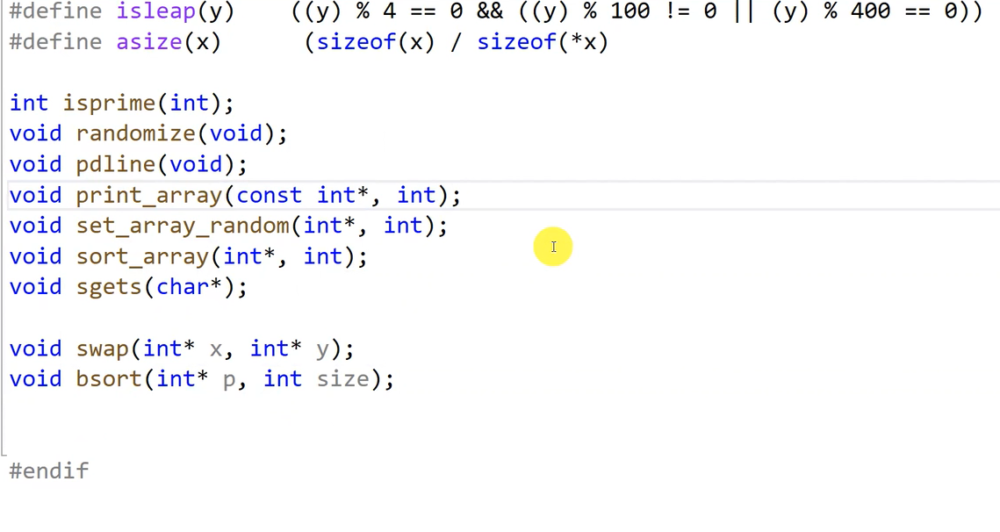 #define isleap(y)    ((y) % 4 == 0 && ((y) % 100 != 0 || (y) % 400 == 0))
#define asize(x)      (sizeof(x) / sizeof(*x)
int isprime(int);
void randomize(void);
void pdline(void);
void print_array(const int*, int);
void set_array_random(int*, int);
void sort_array(int*, int);
void sgets(char*);
void swap(int* x, int* y);
void bsort(int* p, int size);
#endif